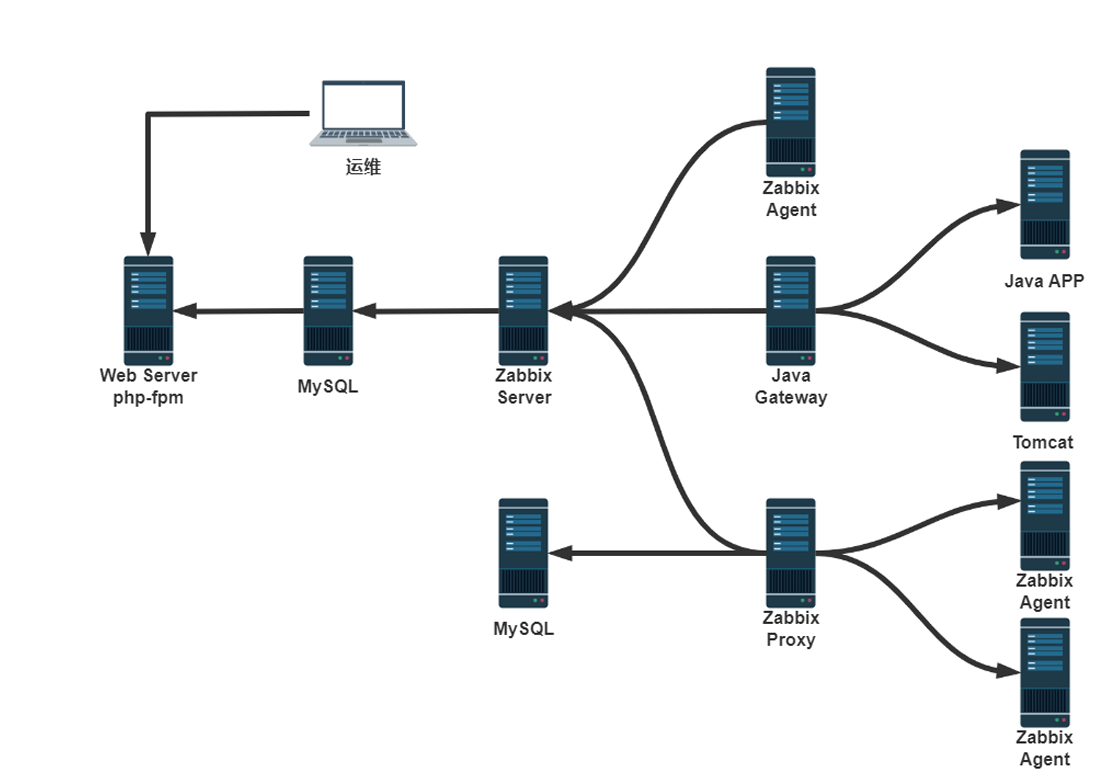 运维
Zabbix
Agent
Java APP
Web Server
php-fpm
MySQL
Zabbix
Server
Java
Gateway
Tomcat
MySQL
Zabbix
Proxy
Zabbix
Agent
Zabbix
Agent